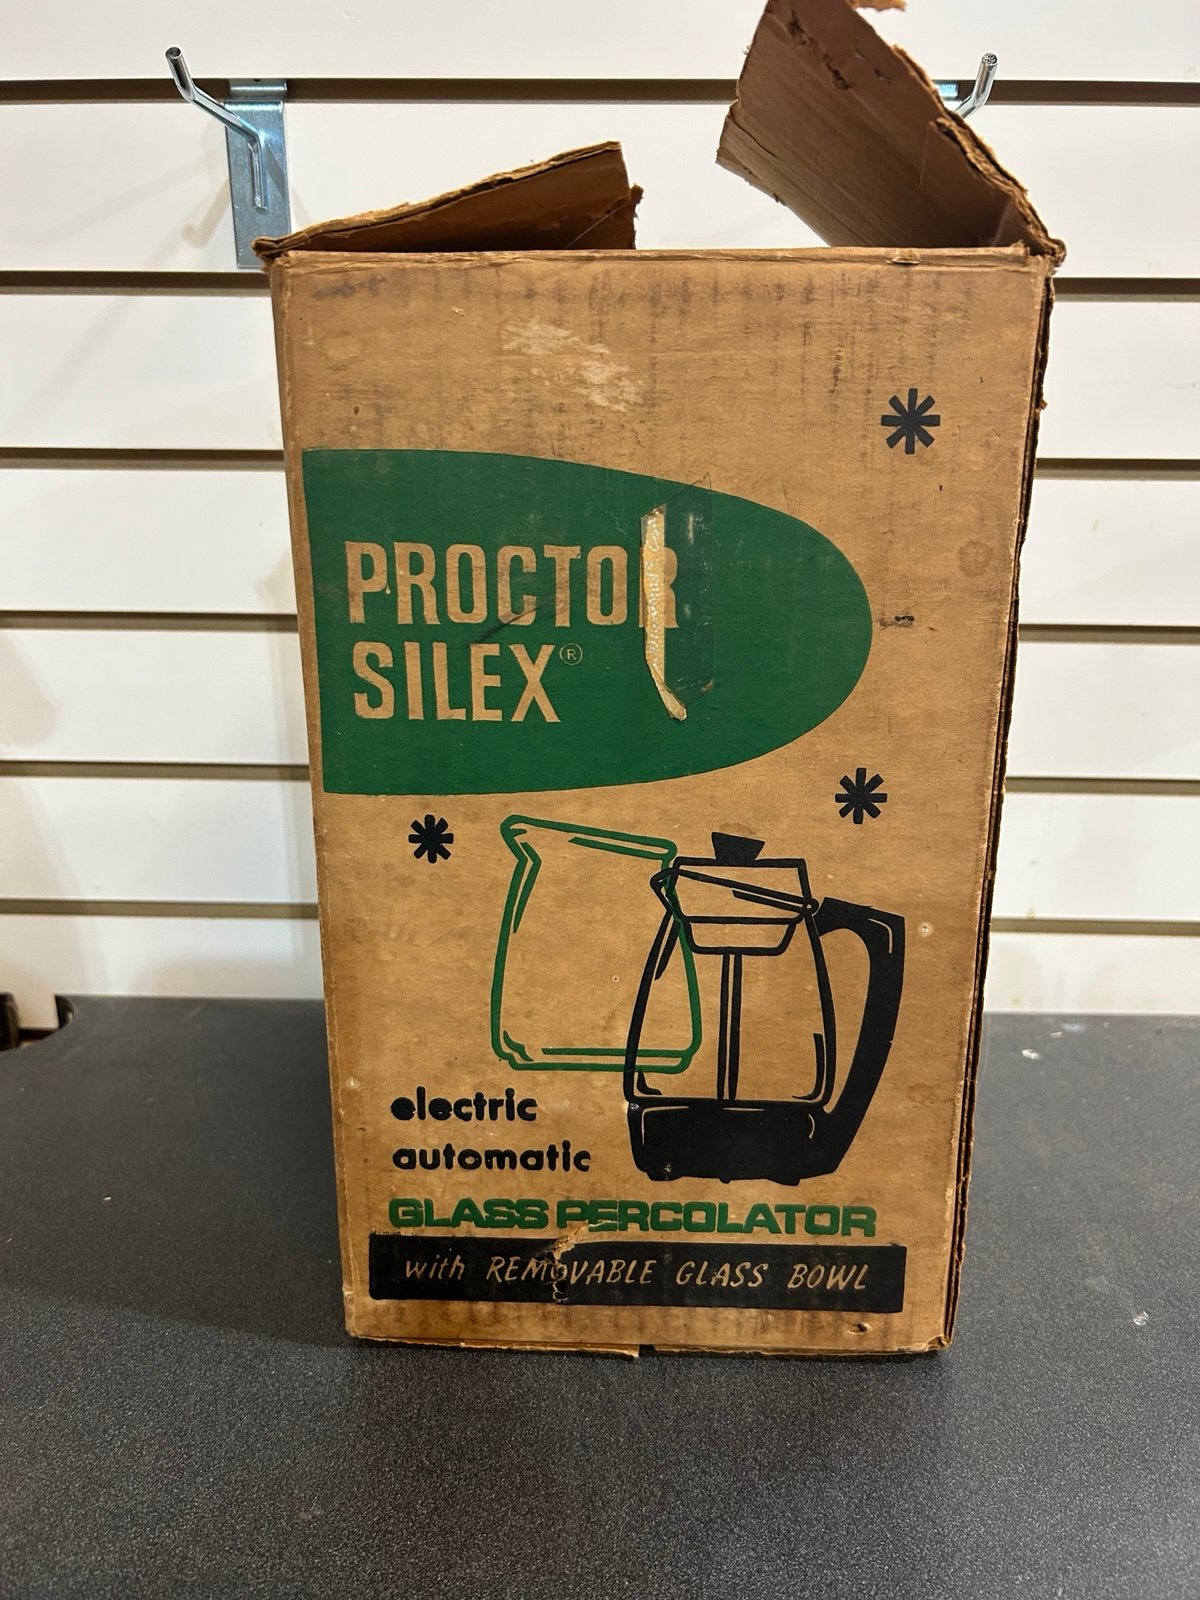 PROCTOR
SILEX®
electric
automatic
GLASS PERCOLATOR
with REMOVABLE GLASS BOWL